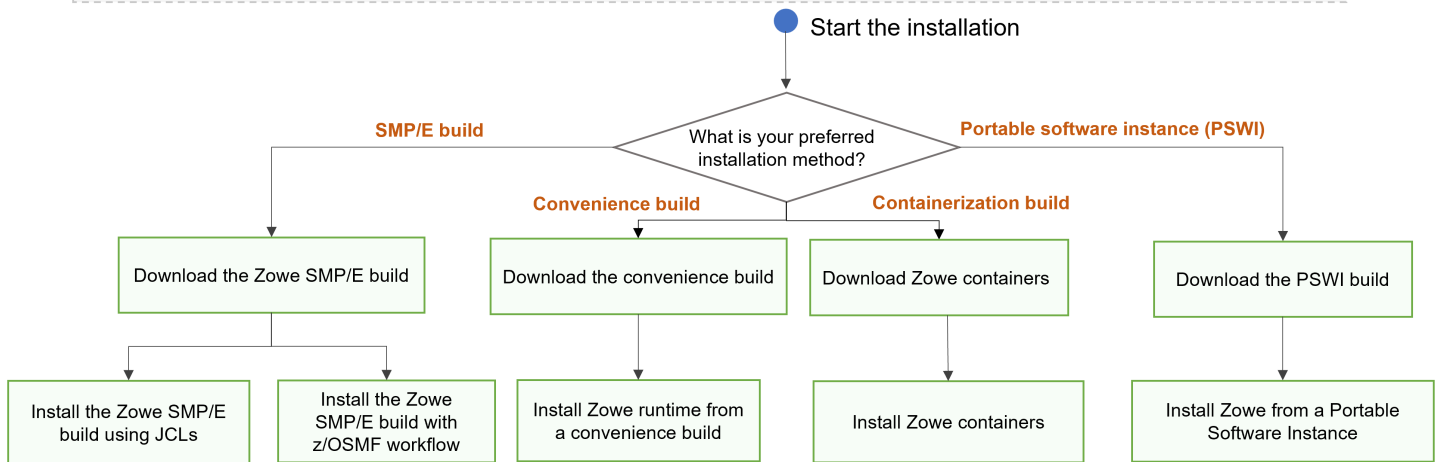 Start the installation
What is your preferred
installation method?
SMP/E build
Portable software instance (PSWI)
Convenience build
Containerization build
Download the Zowe SMP/E build
Download the convenience build
Download Zowe containers
Download the PSWI build
Install the Zowe SMP/E
build using JCLs
Install the Zowe
SMP/E build with
z/OSMF workflow
Install Zowe runtime from
a convenience build
Install Zowe containers
Install Zowe from a Portable
Software Instance